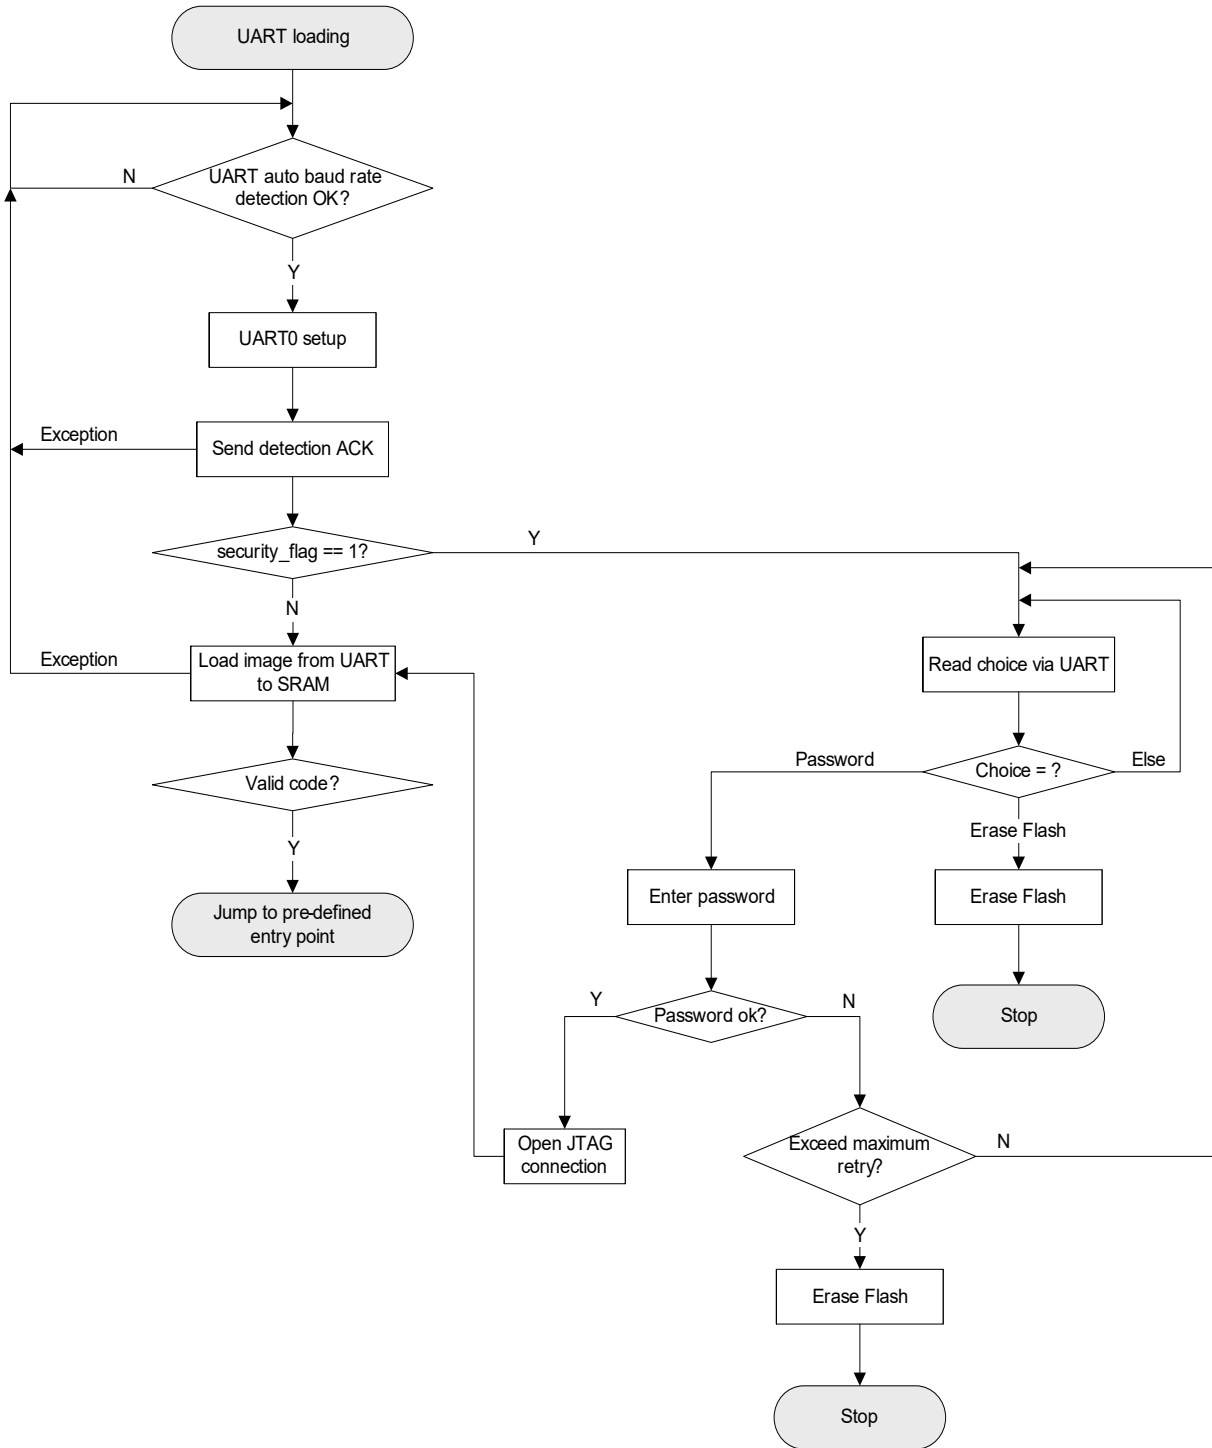 UART loading
N
UART auto baud rate
detection OK?
Y
UART0 setup
Exception
Send detection ACK
security_flag == 1?
Y
N
Exception
Load image from UART
to SRAM
Read choice via UART
Valid code?
Password
Choice = ?
Else
Y
Erase Flash
Jump to pre-defined
entry point
Enter password
Erase Flash
Y
Password ok?
N
Stop
Open JTAG
connection
Exceed maximum
retry?
N
Y
Erase Flash
Stop